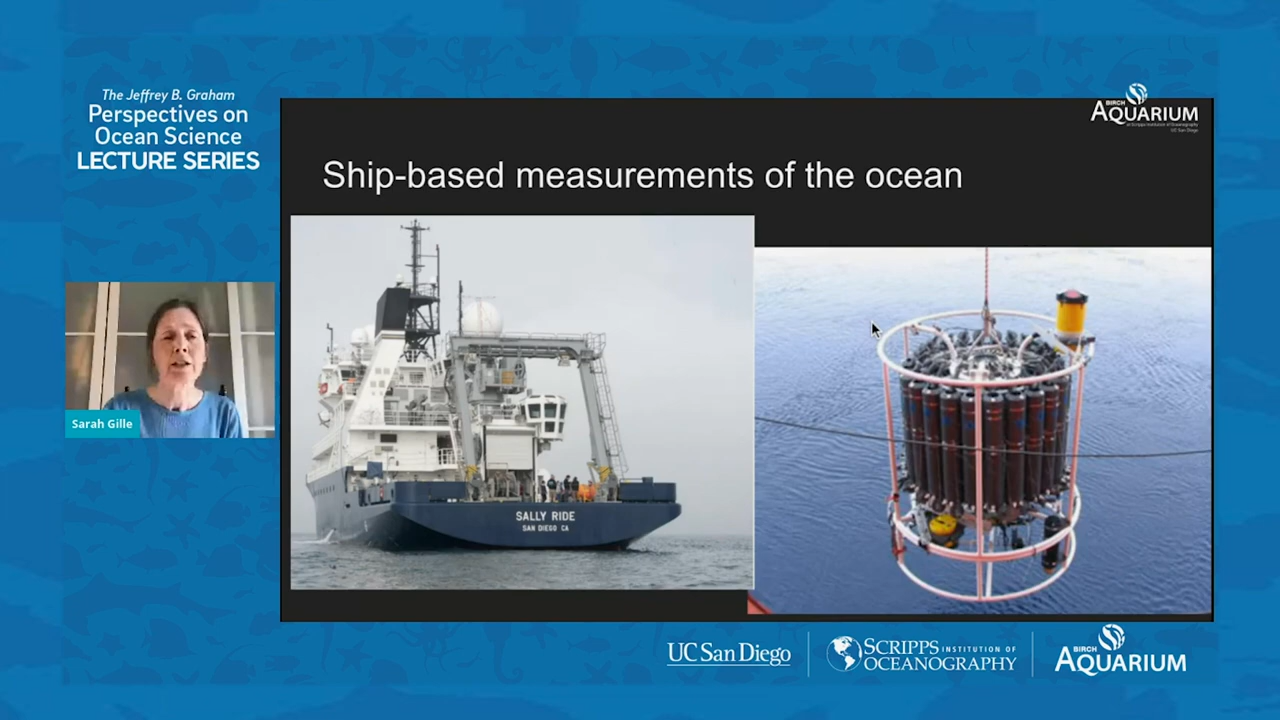 The Jeffrey B. Graham
Perspectives on
Ocean Science
LECTURE SERIES
BIRCH
AQUARIUM
at Scripps Institution of Oceanography
UC San Diego
Ship-based measurements of the ocean
SALLY RIDE
SAN DIEGO CA
Sarah Gille
UC San Diego
SCRIPPS INSTITUTION OF
OCEANOGRAPHY
BIRCH
AQUARIUM